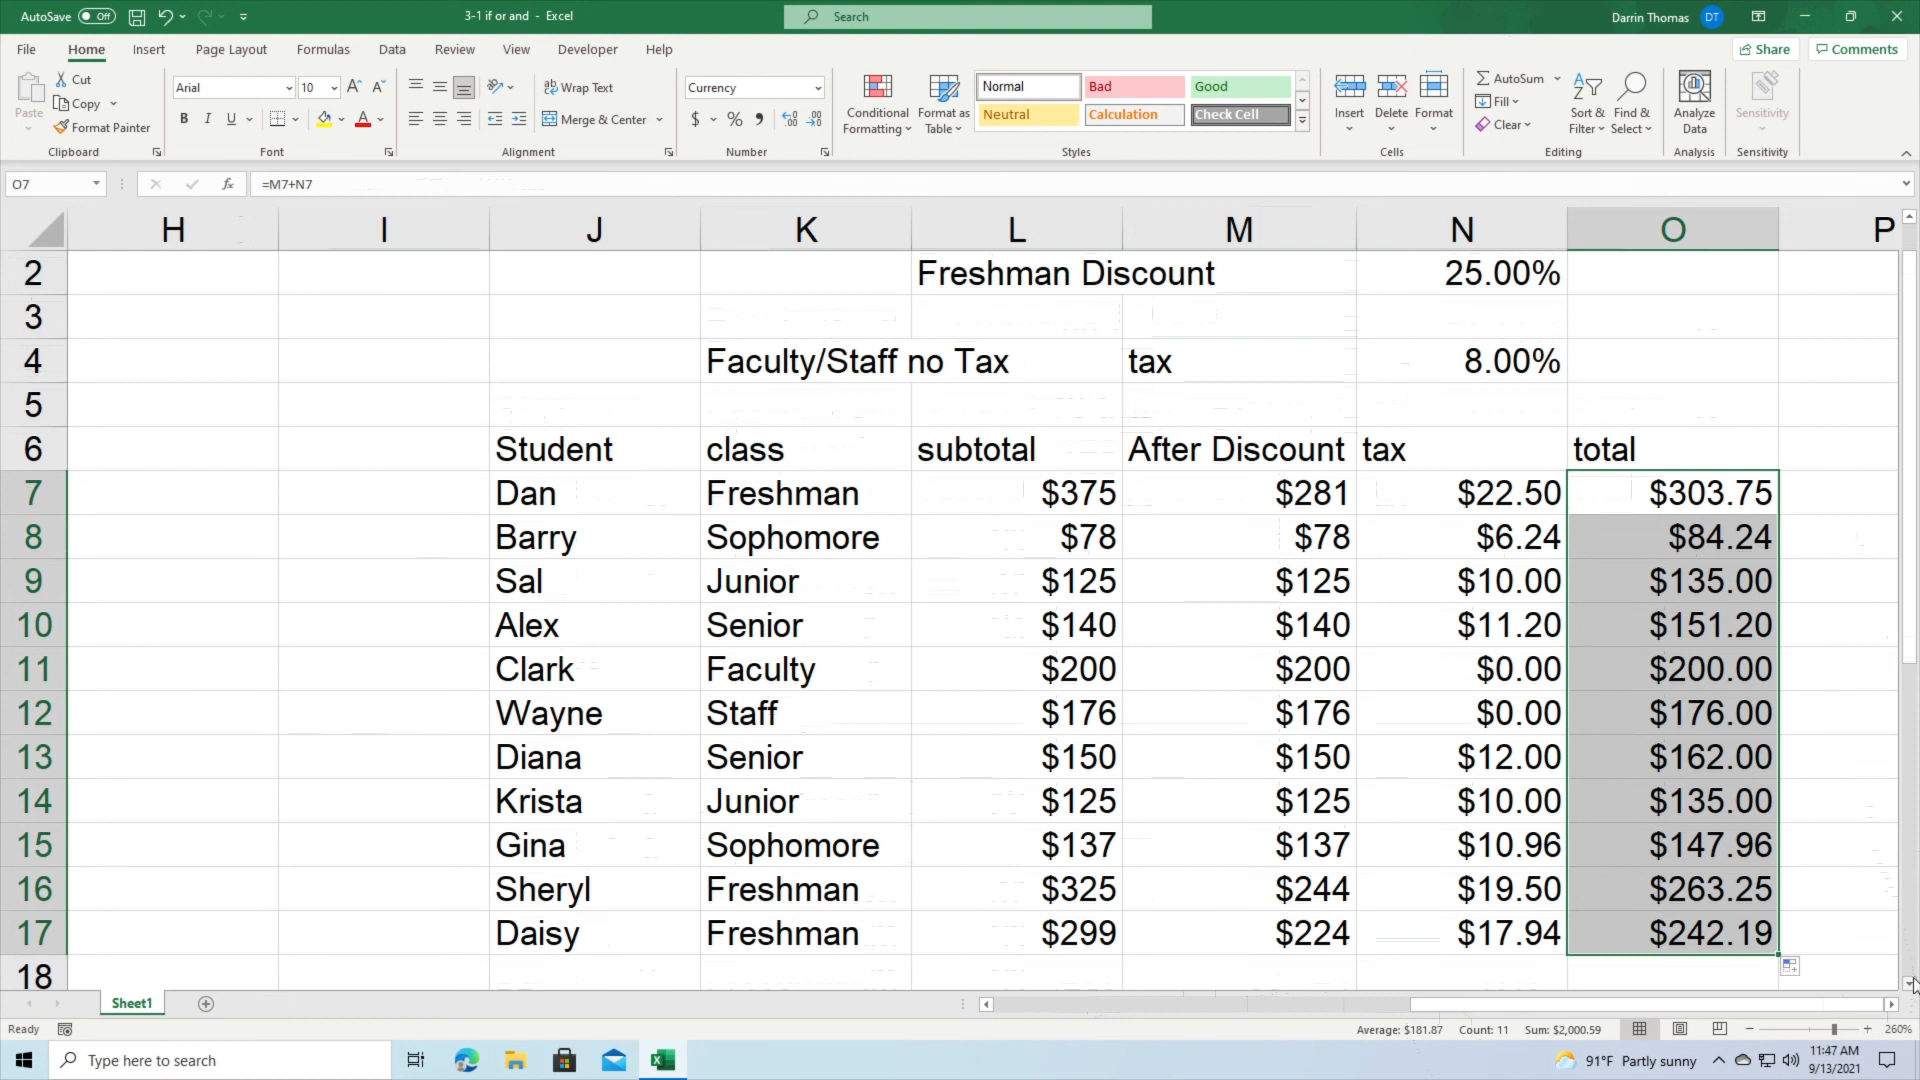 AutoSave Off 3-1 if or and - Excel Search Darrin Thomas DT
File Home Insert Page Layout Formulas Data Review View Developer Help Share Comments
Cut
Copy
Format Painter
Paste
Clipboard
Arial 10
B I U
Font
Wrap Text
Merge & Center
Alignment
Currency
$ % ,
Number
Conditional Formatting
Format as Table
Normal Bad Good
Neutral Calculation Check Cell
Styles
Insert Delete Format
Cells
AutoSum
Fill
Clear
Sort & Filter
Find & Select
Editing
Analyze Data
Analysis
Sensitivity
Sensitivity
O7 fx =M7+N7
H I J K L M N O P
2 Freshman Discount 25.00%
3
4 Faculty/Staff no Tax tax 8.00%
5
6 Student class subtotal After Discount tax total
7 Dan Freshman $375 $281 $22.50 $303.75
8 Barry Sophomore $78 $78 $6.24 $84.24
9 Sal Junior $125 $125 $10.00 $135.00
10 Alex Senior $140 $140 $11.20 $151.20
11 Clark Faculty $200 $200 $0.00 $200.00
12 Wayne Staff $176 $176 $0.00 $176.00
13 Diana Senior $150 $150 $12.00 $162.00
14 Krista Junior $125 $125 $10.00 $135.00
15 Gina Sophomore $137 $137 $10.96 $147.96
16 Sheryl Freshman $325 $244 $19.50 $263.25
17 Daisy Freshman $299 $224 $17.94 $242.19
18
Sheet1
Ready Average: $181.87 Count: 11 Sum: $2,000.59 260%
Type here to search 91°F Partly sunny 11:47 AM
9/13/2021